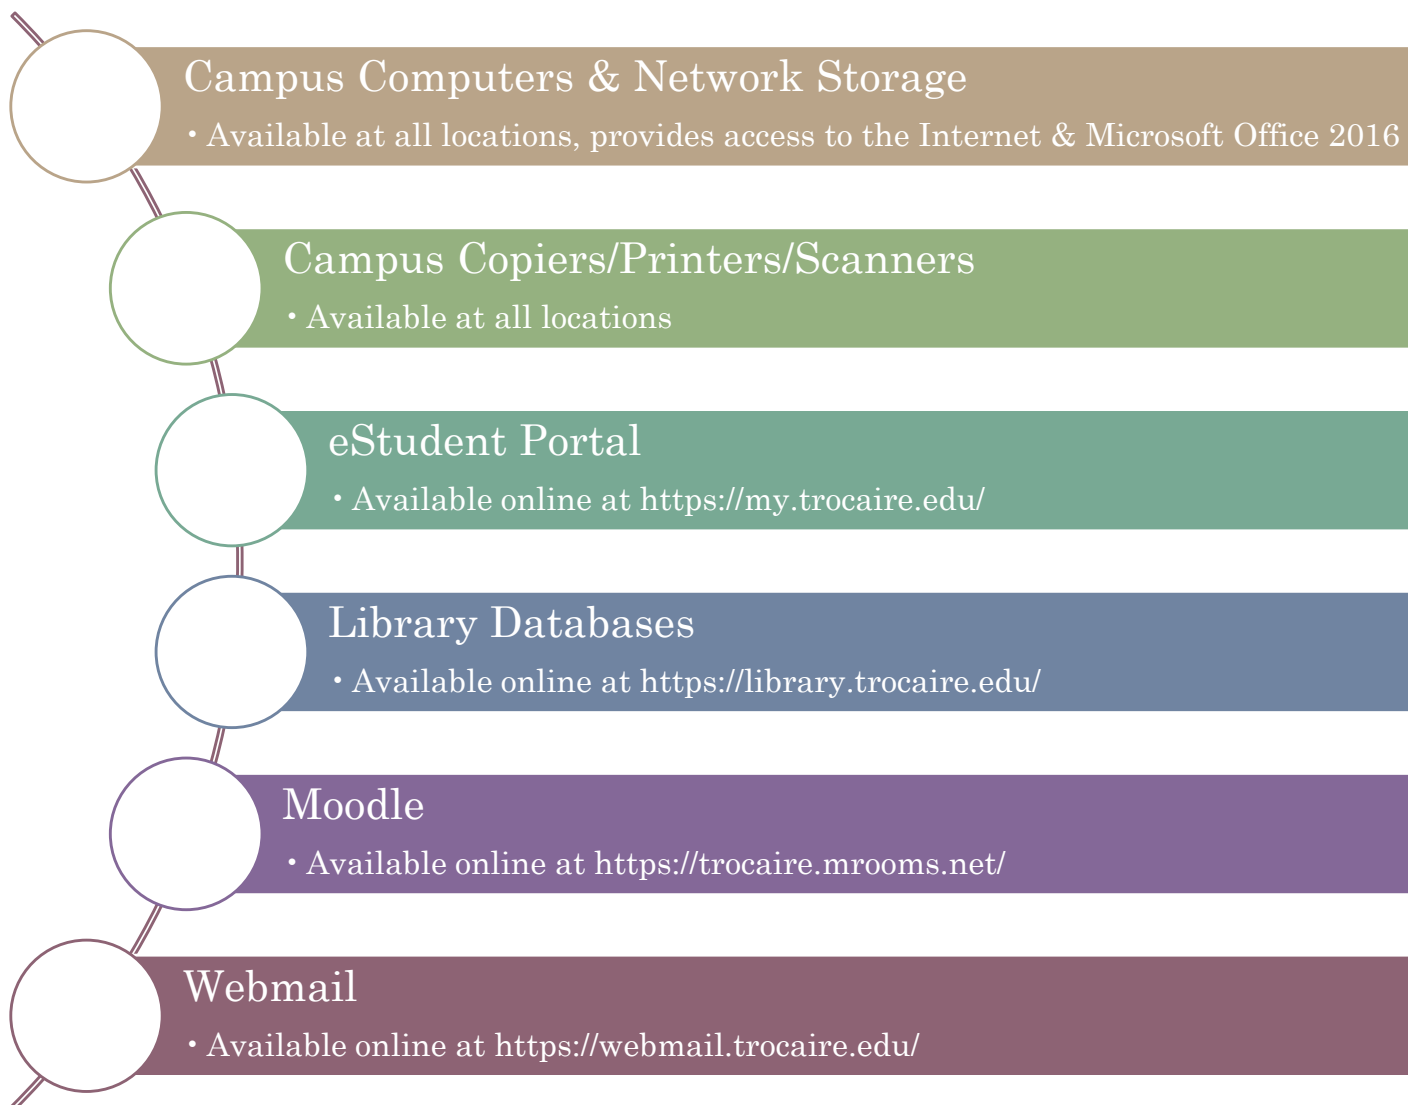 Campus Computers & Network Storage
• Available at all locations, provides access to the Internet & Microsoft Office 2016
Campus Copiers/Printers/Scanners
• Available at all locations
eStudent Portal
• Available online at https://my.trocaire.edu/
Library Databases
• Available online at https://library.trocaire.edu/
Moodle
• Available online at https://trocaire.mrooms.net/
Webmail
• Available online at https://webmail.trocaire.edu/